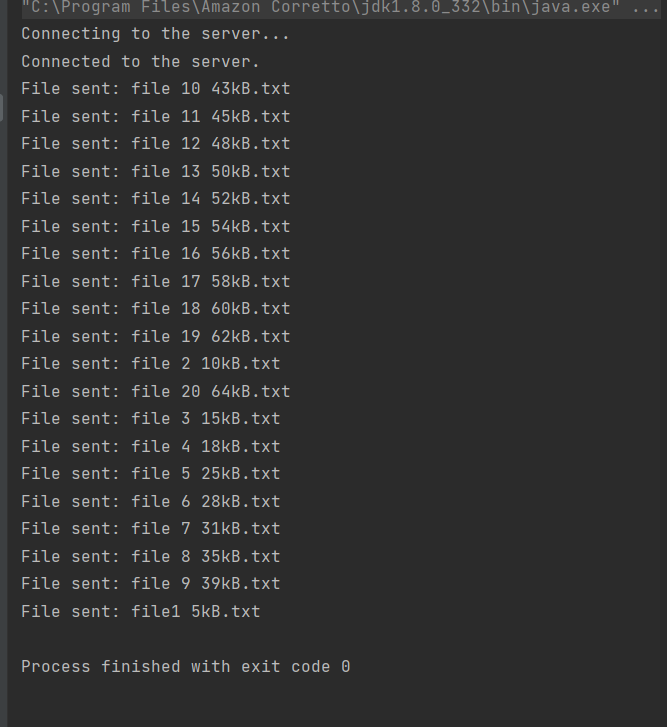 "C:\Program Files\Amazon Corretto\jdk1.8.0_332\bin\java.exe" ...
Connecting to the server...
Connected to the server.
File sent: file 10 43kB.txt
File sent: file 11 45kB.txt
File sent: file 12 48kB.txt
File sent: file 13 50kB.txt
File sent: file 14 52kB.txt
File sent: file 15 54kB.txt
File sent: file 16 56kB.txt
File sent: file 17 58kB.txt
File sent: file 18 60kB.txt
File sent: file 19 62kB.txt
File sent: file 2 10kB.txt
File sent: file 20 64kB.txt
File sent: file 3 15kB.txt
File sent: file 4 18kB.txt
File sent: file 5 25kB.txt
File sent: file 6 28kB.txt
File sent: file 7 31kB.txt
File sent: file 8 35kB.txt
File sent: file 9 39kB.txt
File sent: file1 5kB.txt
Process finished with exit code 0